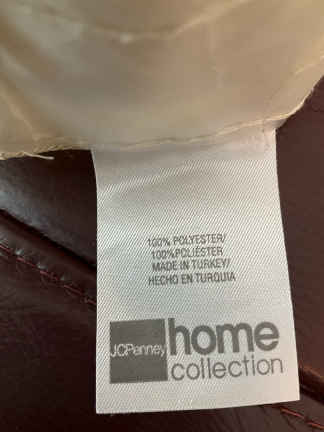 100% POLYESTER/
100%POLIÉSTER
MADE IN TURKEY/
HECHO EN TURQUIA
JCPenney home
collection